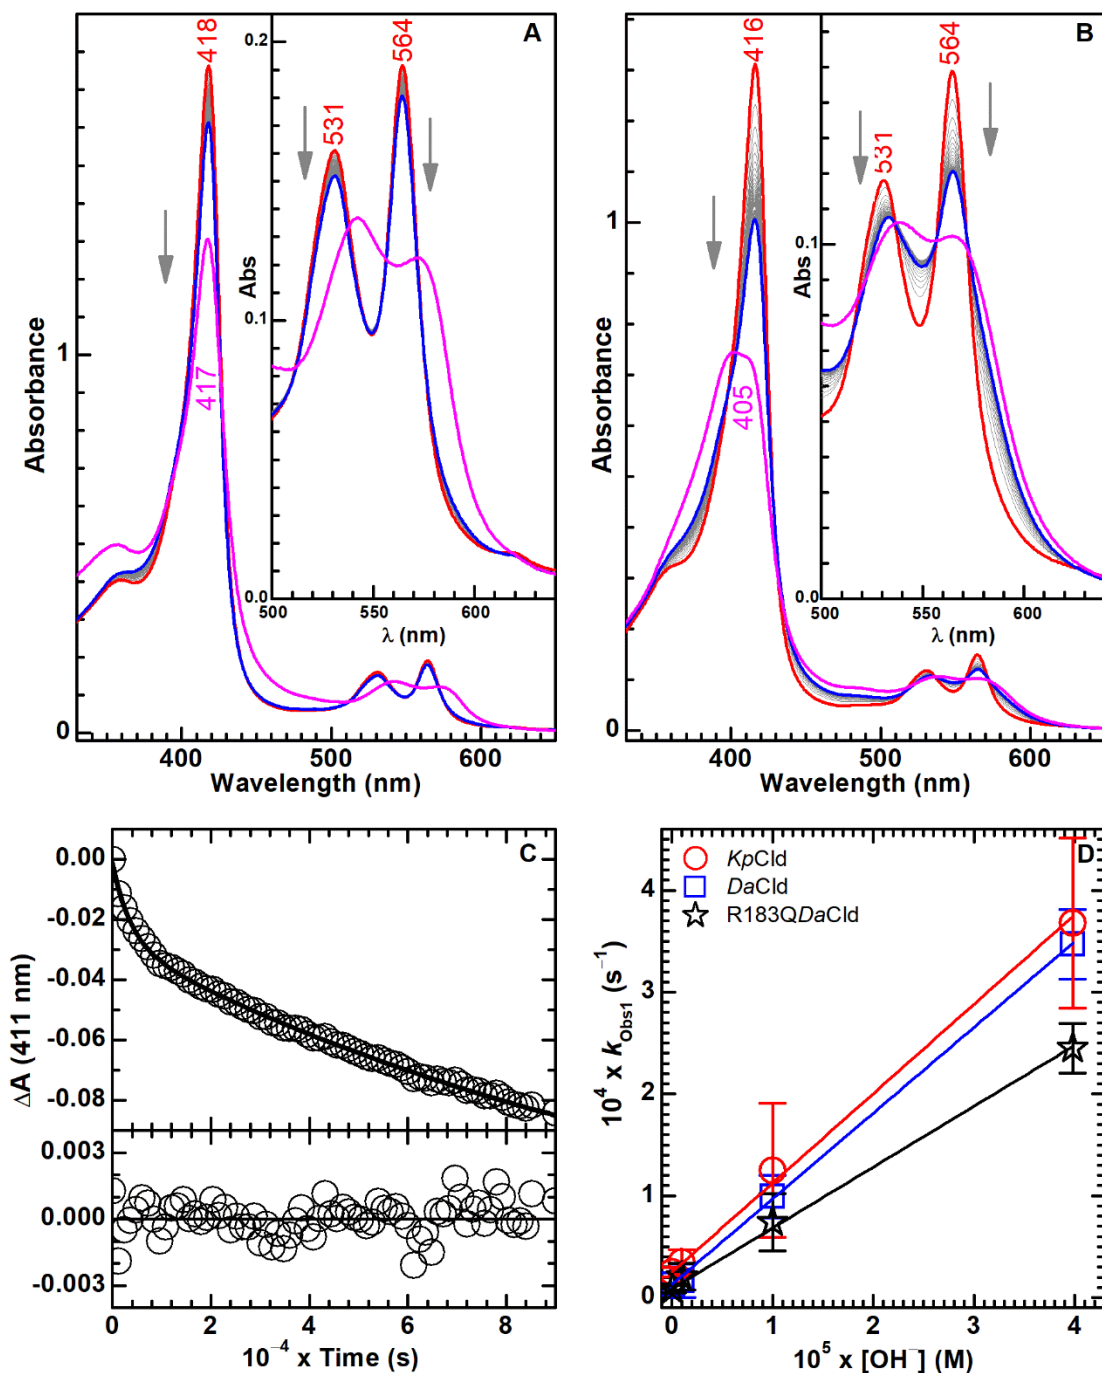 A
418
564
531
417
0.2
0.1
0.0
Abs
500
550
600
λ (nm)
1
0
Absorbance
400
500
600
Wavelength (nm)
B
416
564
531
405
0.1
0.0
Abs
500
550
600
λ (nm)
1
0
Absorbance
400
500
600
Wavelength (nm)
C
0.00
-0.02
-0.04
-0.06
-0.08
ΔA (411 nm)
0.003
0.000
-0.003
0
2
4
6
8
10⁻⁴ x Time (s)
D
KpCld
DaCld
R183QDaCld
4
3
2
1
0
10⁴ x kObs1 (s⁻¹)
0
1
2
3
4
10⁵ x [OH⁻] (M)